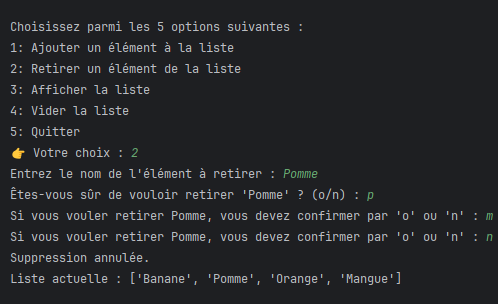 Choisissez parmi les 5 options suivantes :
1: Ajouter un élément à la liste
2: Retirer un élément de la liste
3: Afficher la liste
4: Vider la liste
5: Quitter
👉 Votre choix : 2
Entrez le nom de l'élément à retirer : Pomme
Êtes-vous sûr de vouloir retirer 'Pomme' ? (o/n) : p
Si vous vouler retirer Pomme, vous devez confirmer par 'o' ou 'n' : m
Si vous vouler retirer Pomme, vous devez confirmer par 'o' ou 'n' : n
Suppression annulée.
Liste actuelle : ['Banane', 'Pomme', 'Orange', 'Mangue']